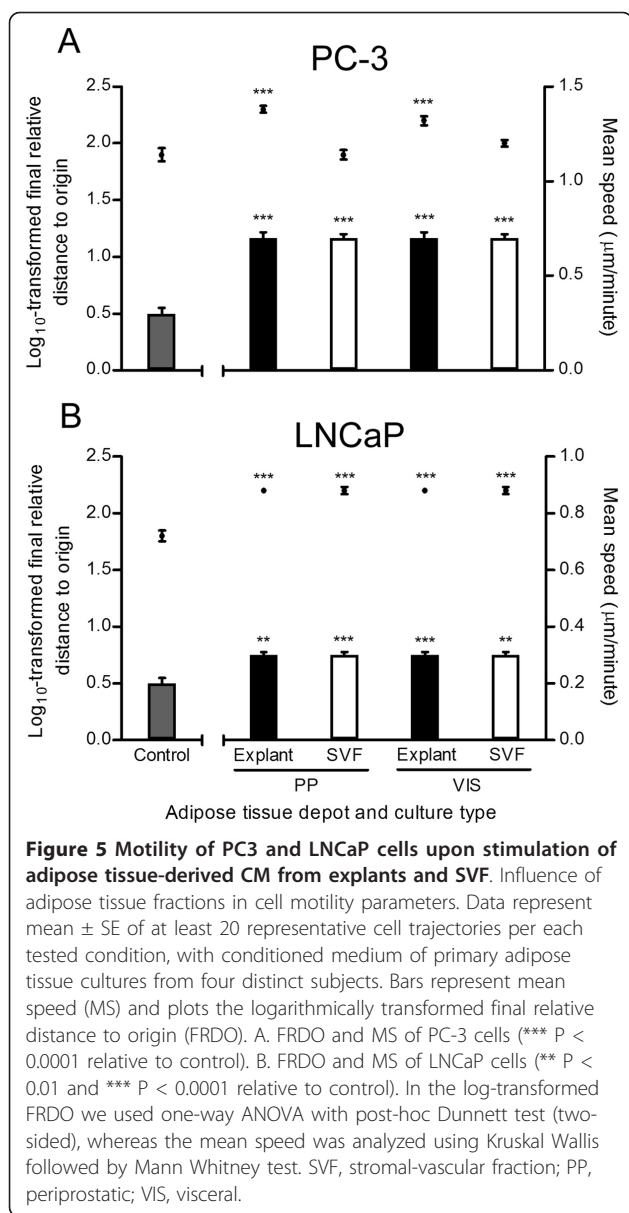 A
PC-3
2.5
2.0
1.5
1.0
0.5
0.0
Log10-transformed final relative
distance to origin
***
***
***
***
***
***
1.5
1.0
0.5
0.0
Mean speed (μm/minute)
B
LNCaP
2.5
2.0
1.5
1.0
0.5
0.0
Log10-transformed final relative
distance to origin
***
***
***
***
**
***
***
**
1.0
0.8
0.6
0.4
0.2
0.0
Mean speed (μm/minute)
Control
Explant
SVF
Explant
SVF
PP
VIS
Adipose tissue depot and culture type
Figure 5 Motility of PC3 and LNCaP cells upon stimulation of
adipose tissue-derived CM from explants and SVF. Influence of
adipose tissue fractions in cell motility parameters. Data represent
mean ± SE of at least 20 representative cell trajectories per each
tested condition, with conditioned medium of primary adipose
tissue cultures from four distinct subjects. Bars represent mean
speed (MS) and plots the logarithmically transformed final relative
distance to origin (FRDO). A. FRDO and MS of PC-3 cells (*** P <
0.0001 relative to control). B. FRDO and MS of LNCaP cells (** P <
0.01 and *** P < 0.0001 relative to control). In the log-transformed
FRDO we used one-way ANOVA with post-hoc Dunnett test (two-
sided), whereas the mean speed was analyzed using Kruskal Wallis
followed by Mann Whitney test. SVF, stromal-vascular fraction; PP,
periprostatic; VIS, visceral.